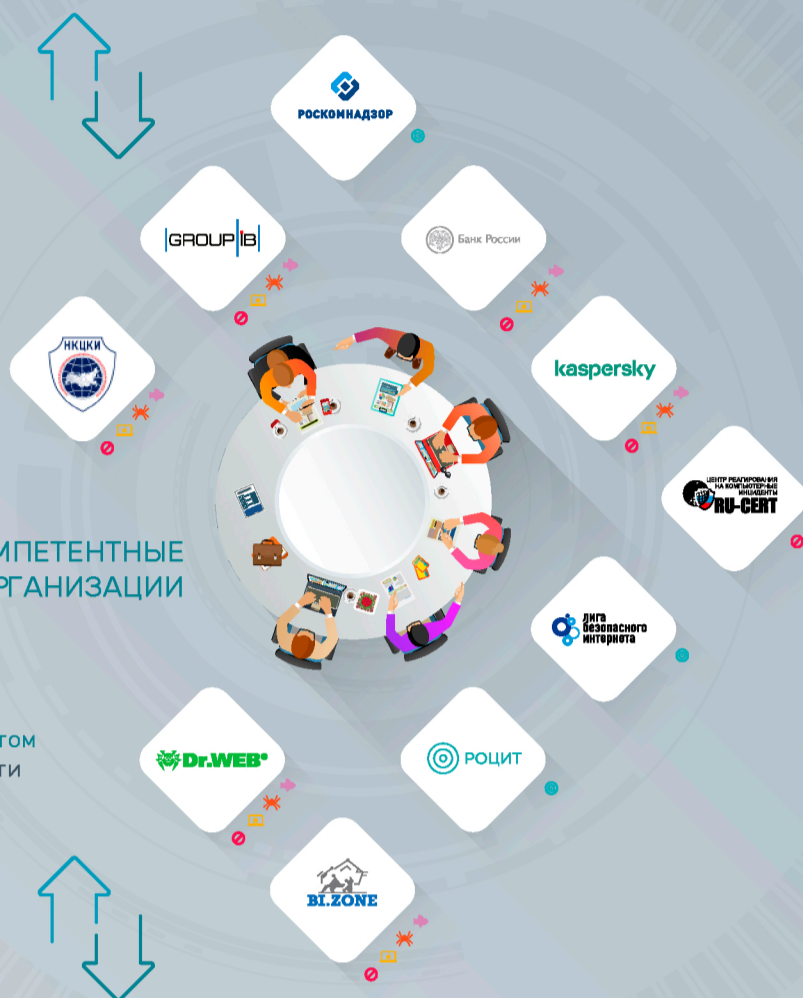 РОСКОМНАДЗОР
GROUP IB
Банк России
НКЦКИ
kaspersky
ЦЕНТР РЕАГИРОВАНИЯ
НА КОМПЬЮТЕРНЫЕ
ИНЦИДЕНТЫ
RU-CERT
МПЕТЕНТНЫЕ
РГАНИЗАЦИИ
лига
безопасного
интернета
ТОМ
ТИ
Dr.WEB®
РОЦИТ
BI.ZONE